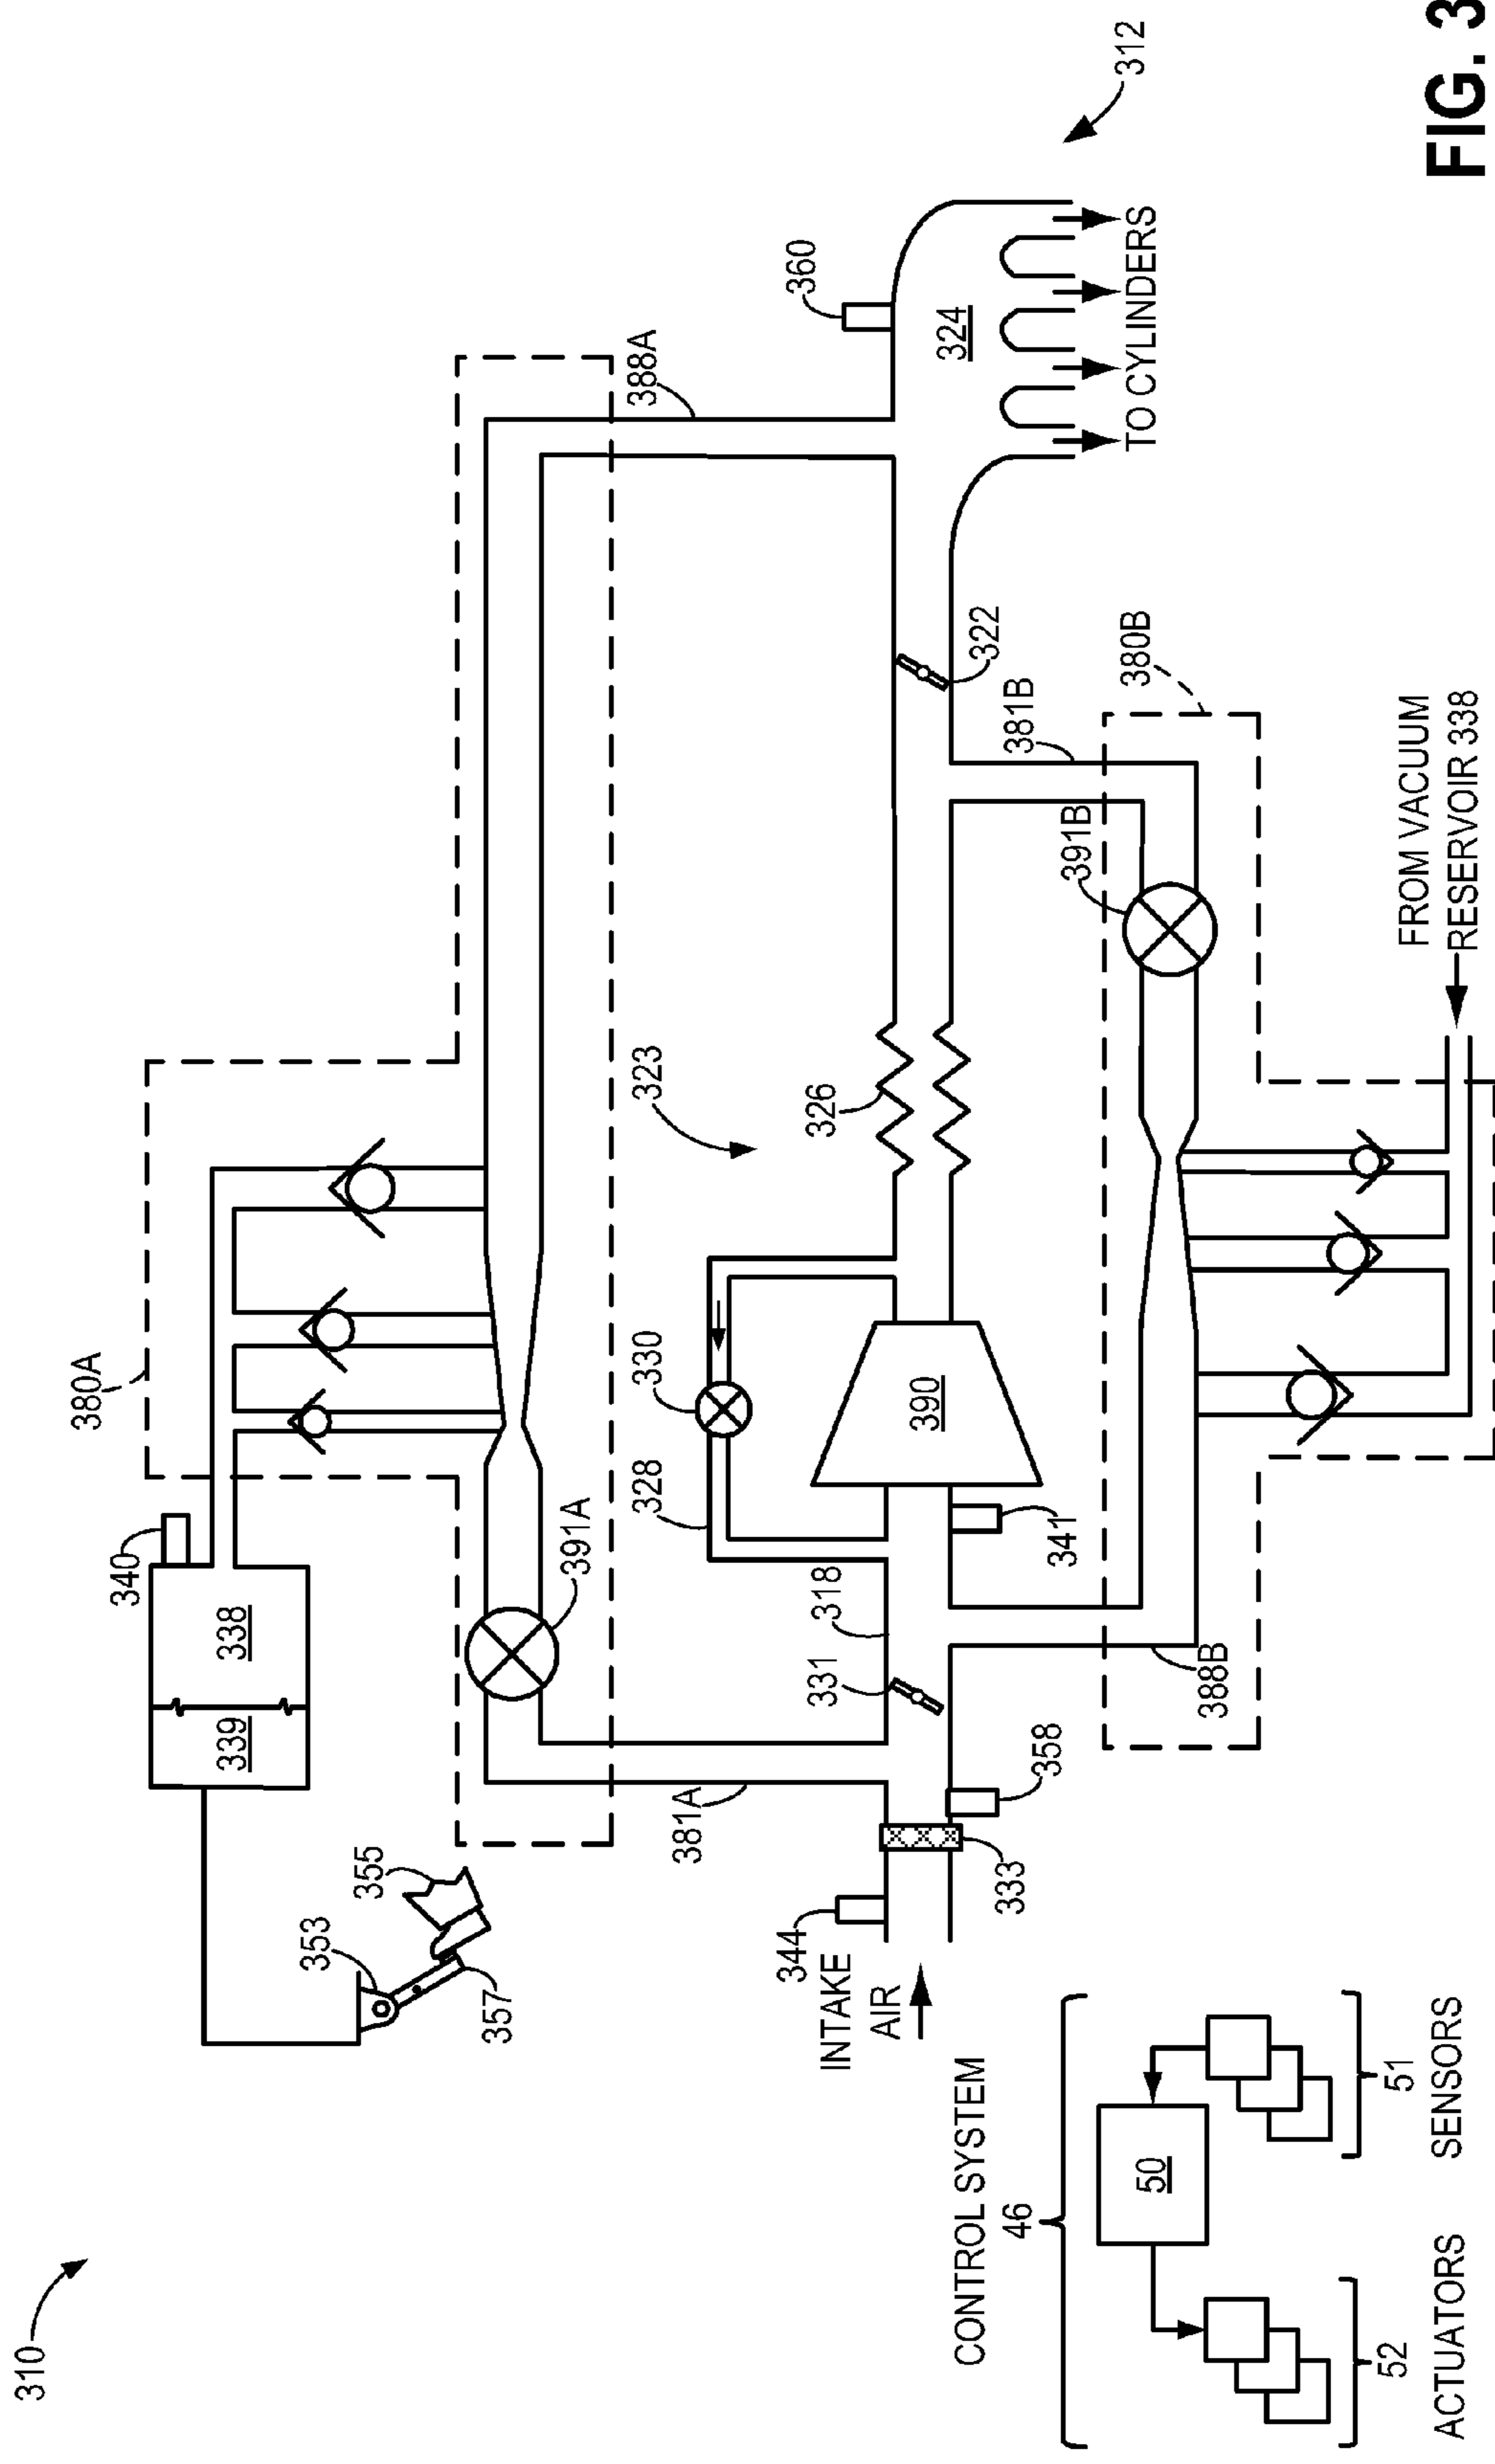 310
340
380A
339
338
355
353
357
391A
388A
323
328
330
381A
360
331
318
326
344
390
324
322
INTAKE
AIR
333
358
341
381B
391B
380B
312
TO CYLINDERS
388B
CONTROL SYSTEM
46
50
52
51
ACTUATORS
SENSORS
FROM VACUUM
RESERVOIR 338
FIG. 3